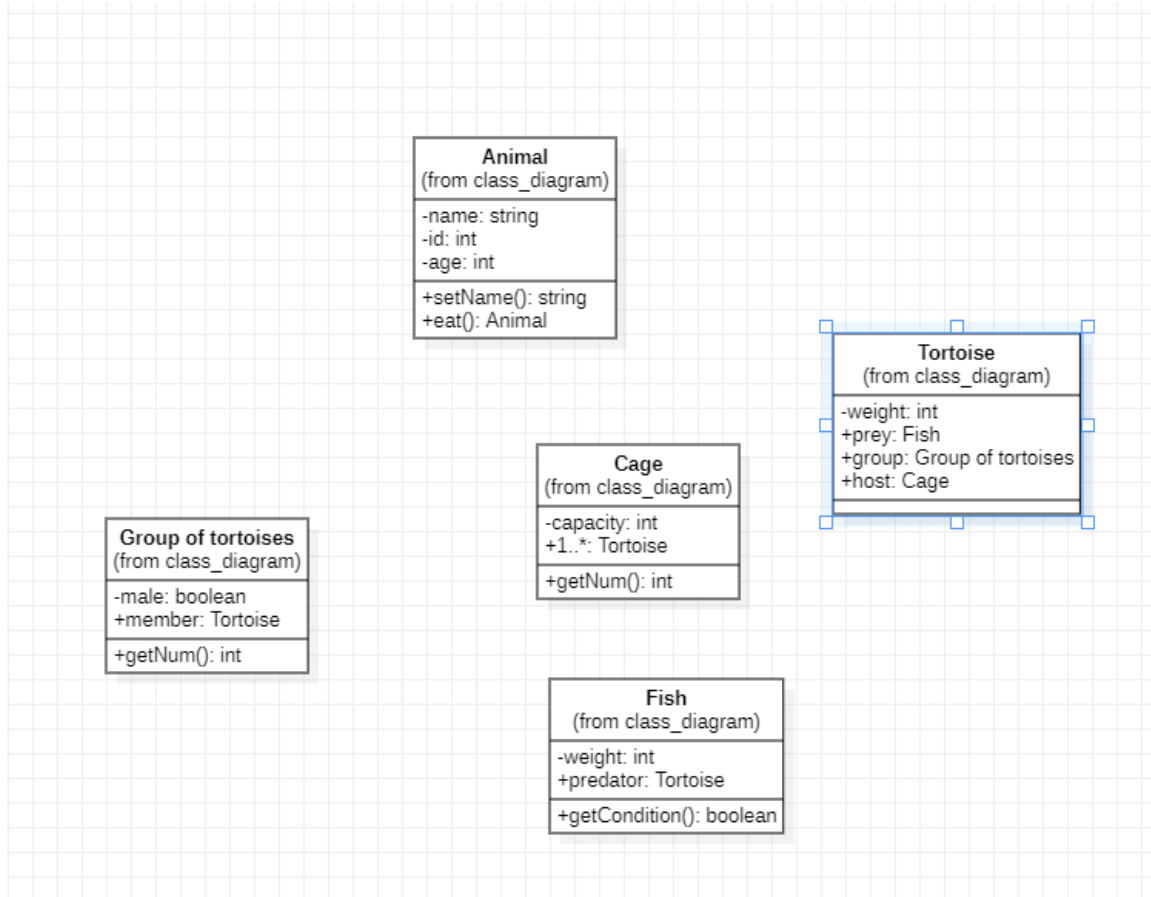 Animal
(from class_diagram)
-name: string
-id: int
-age: int
+setName(): string
+eat(): Animal
Tortoise
(from class_diagram)
-weight: int
+prey: Fish
+group: Group of tortoises
+host: Cage
Cage
(from class_diagram)
-capacity: int
+1..*: Tortoise
+getNum(): int
Group of tortoises
(from class_diagram)
-male: boolean
+member: Tortoise
+getNum(): int
Fish
(from class_diagram)
-weight: int
+predator: Tortoise
+getCondition(): boolean